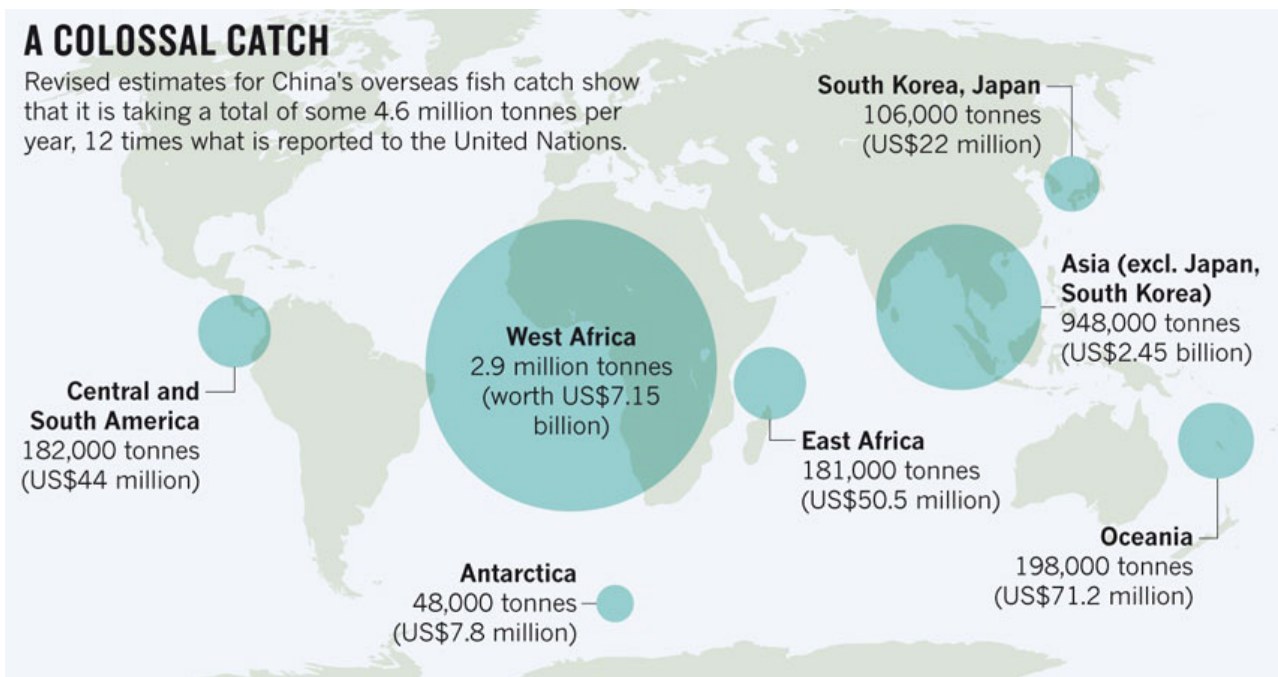 A COLOSSAL CATCH
Revised estimates for China's overseas fish catch show
that it is taking a total of some 4.6 million tonnes per
year, 12 times what is reported to the United Nations.
South Korea, Japan
106,000 tonnes
(US$22 million)
Asia (excl. Japan,
South Korea)
948,000 tonnes
(US$2.45 billion)
West Africa
2.9 million tonnes
(worth US$7.15
billion)
Central and
South America
182,000 tonnes
(US$44 million)
East Africa
181,000 tonnes
(US$50.5 million)
Oceania
198,000 tonnes
(US$71.2 million)
Antarctica
48,000 tonnes
(US$7.8 million)